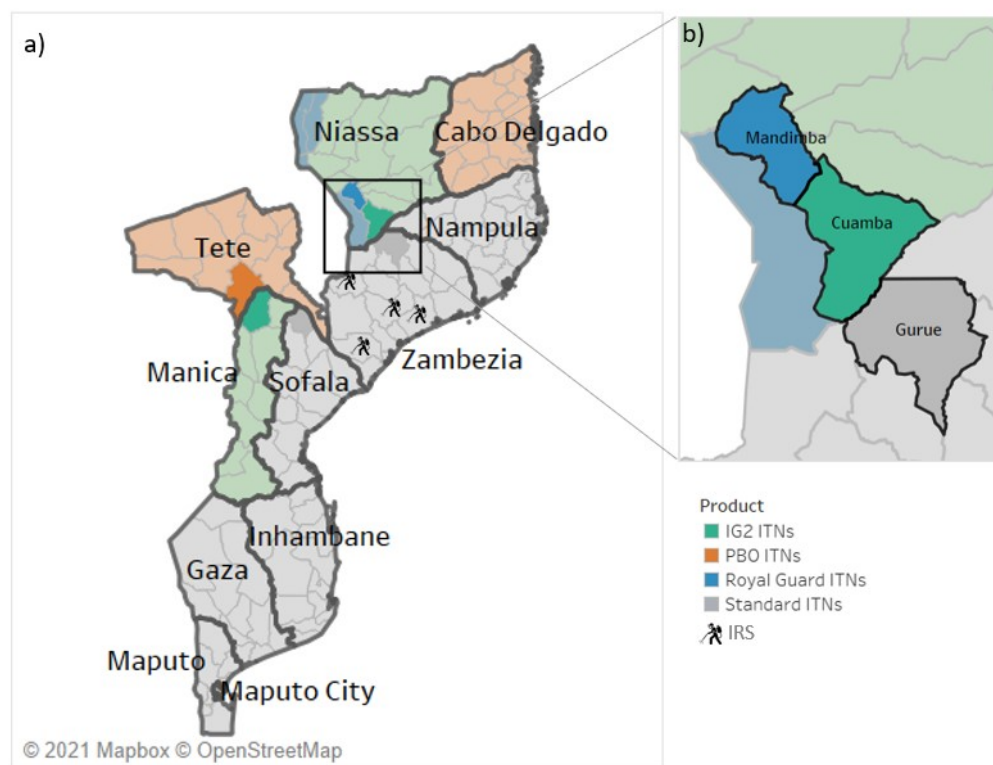 a)
Niassa
Cabo Delgado
Nampula
Tete
Manica
Sofala
Zambezia
Inhambane
Gaza
Maputo
Maputo City
© 2021 Mapbox © OpenStreetMap
b)
Mandimba
Cuamba
Gurue
Product
IG2 ITNs
PBO ITNs
Royal Guard ITNs
Standard ITNs
IRS